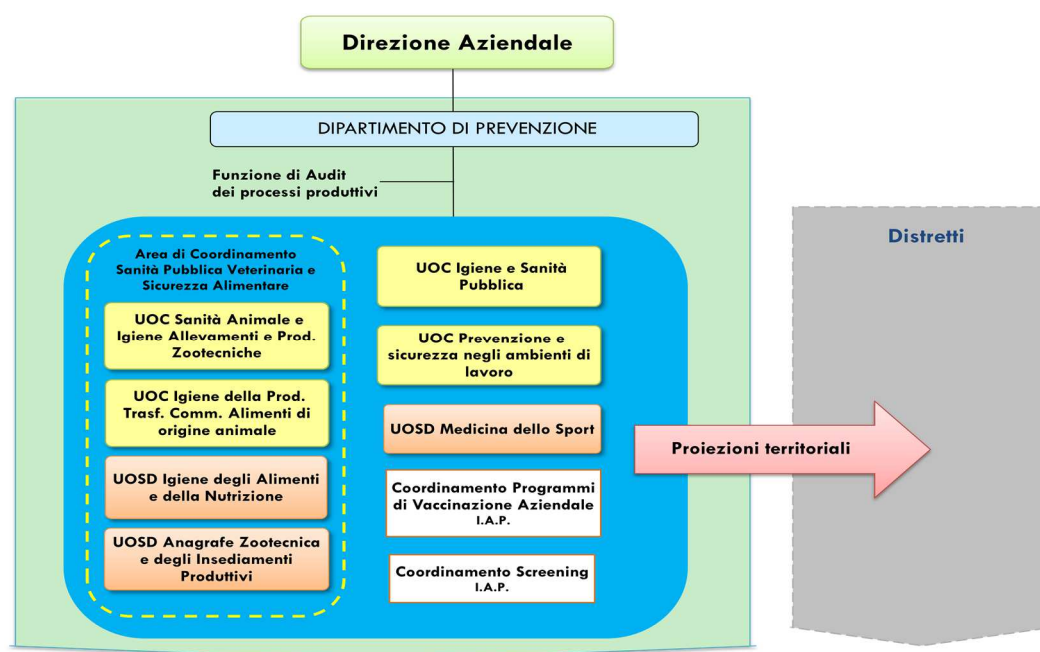 Direzione Aziendale
DIPARTIMENTO DI PREVENZIONE
Funzione di Audit
dei processi produttivi
Area di Coordinamento
Sanità Pubblica Veterinaria e
Sicurezza Alimentare
UOC Sanità Animale e
Igiene Allevamenti e Prod.
Zootecniche
UOC Igiene della Prod.
Trasf. Comm. Alimenti di
origine animale
UOSD Igiene degli Alimenti
e della Nutrizione
UOSD Anagrafe Zootecnica
e degli Insediamenti
Produttivi
UOC Igiene e Sanità
Pubblica
UOC Prevenzione e
sicurezza negli ambienti di
lavoro
UOSD Medicina dello Sport
Coordinamento Programmi
di Vaccinazione Aziendale
I.A.P.
Coordinamento Screening
I.A.P.
Proiezioni territoriali
Distretti